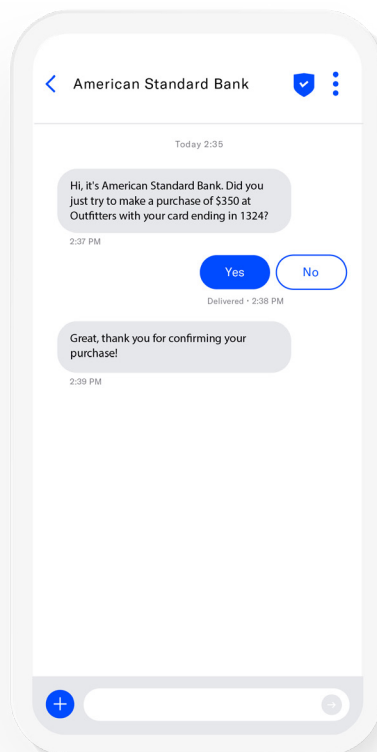 American Standard Bank
Today 2:35
Hi, it's American Standard Bank. Did you
just try to make a purchase of $350 at
Outfitters with your card ending in 1324?
2:37 PM
Yes No
Delivered • 2:38 PM
Great, thank you for confirming your
purchase!
2:39 PM